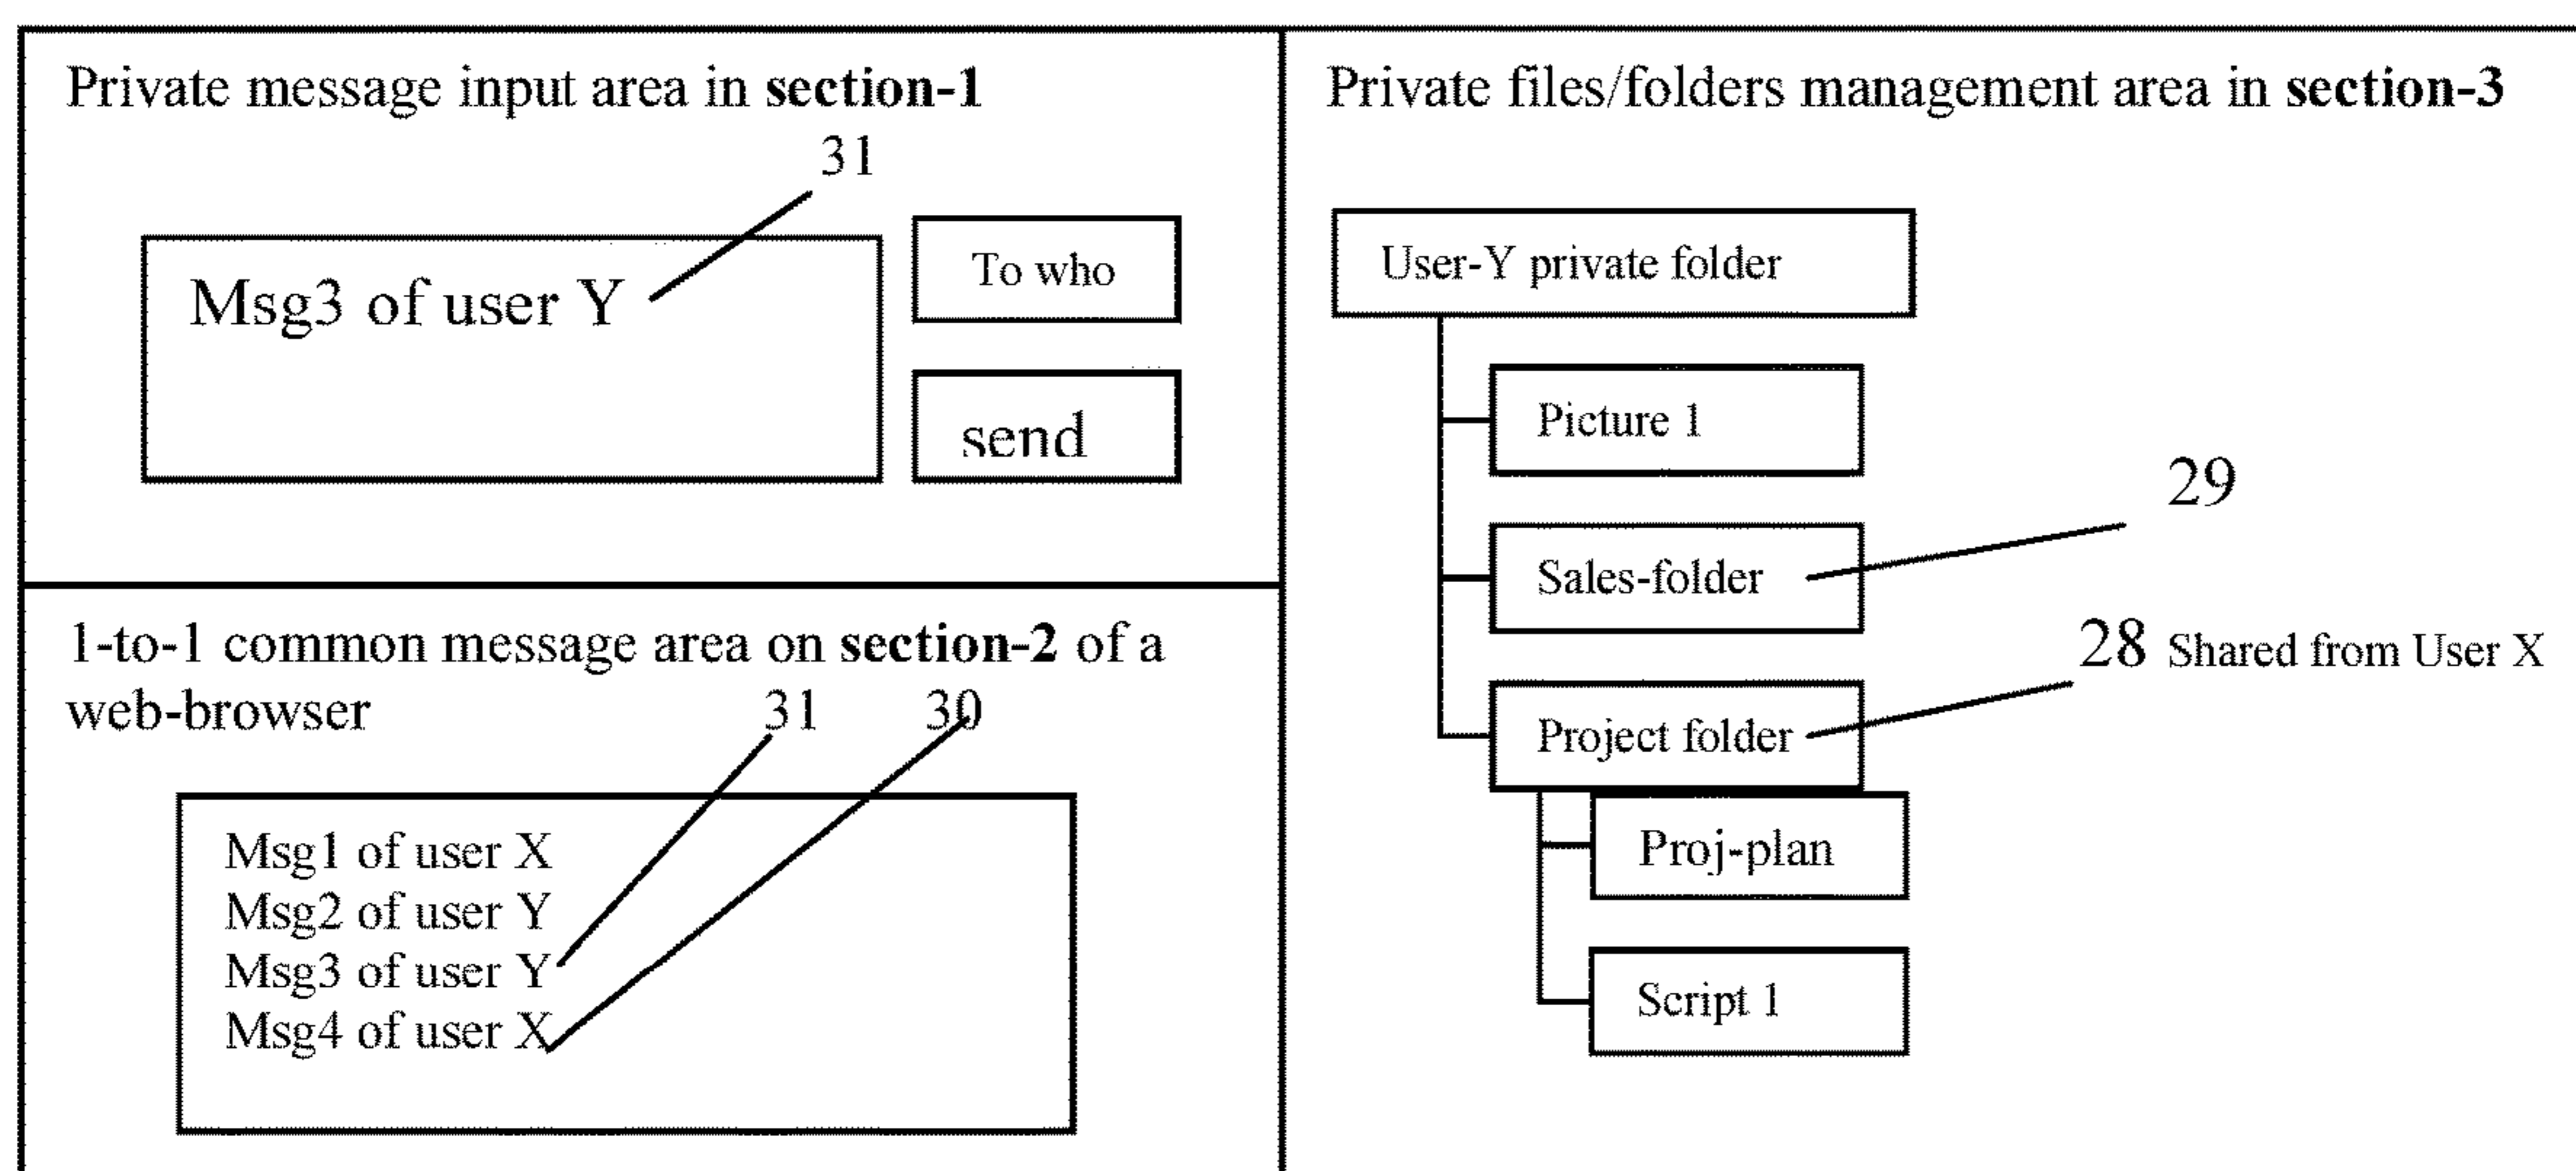 Private message input area in section-1
31
Msg3 of user Y
To who
send
1-to-1 common message area on section-2 of a
web-browser
31
30
Msg1 of user X
Msg2 of user Y
Msg3 of user Y
Msg4 of user X
Private files/folders management area in section-3
User-Y private folder
Picture 1
29
Sales-folder
28 Shared from User X
Project folder
Proj-plan
Script 1